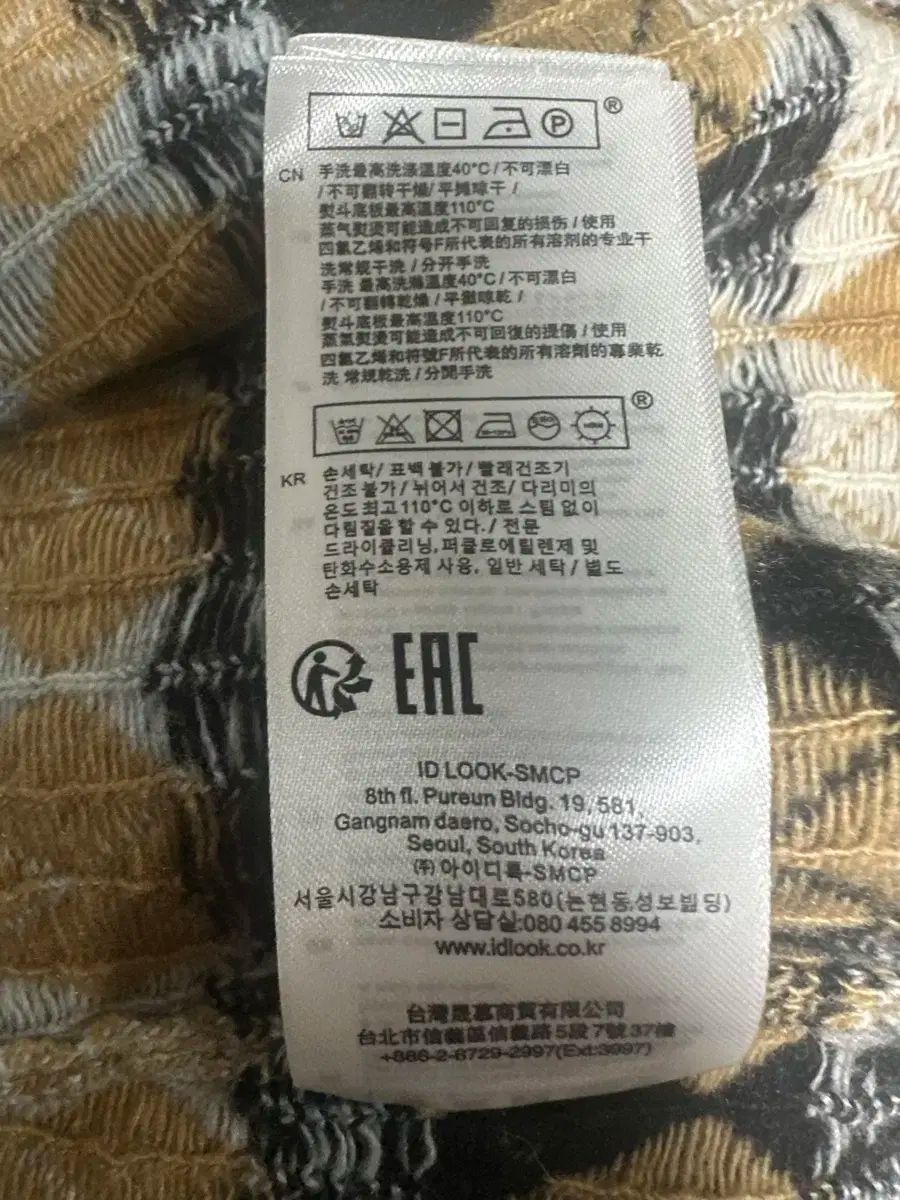 P ®
CN 手洗最高洗涤温度40°C/不可漂白
/不可翻转干燥/平摊晾干/
熨斗底板最高温度110°C
蒸气熨烫可能造成不可回复的损伤/使用
四氯乙烯和符号F所代表的所有溶剂的专业干
洗常规干洗/分开手洗
手洗 最高洗滌溫度40°C/不可漂白
/不可翻轉乾燥/平攤晾乾/
熨斗底板最高溫度110°C
蒸氣熨燙可能造成不可回復的損傷/使用
四氯乙烯和符號F所代表的所有溶劑的專業乾
洗 常規乾洗/分開手洗
®
KR 손세탁/ 표백 불가/ 빨래건조기
건조 불가/ 뉘어서 건조/ 다리미의
온도 최고 110°C 이하로 스팀 없이
다림질을 할 수 있다./ 전문
드라이클리닝, 퍼클로에틸렌제 및
탄화수소용제 사용, 일반 세탁/ 별도
손세탁
EAC
ID LOOK-SMCP
8th fl. Pureun Bldg. 19, 581,
Gangnam daero, Socho-gu 137-903,
Seoul, South Korea
㈜ 아이디룩-SMCP
서울시강남구강남대로580(논현동,성보빌딩)
소비자 상담실:080 455 8994
www.idlook.co.kr
台灣晟慕商貿有限公司
台北市信義區信義路5段7號37樓
+886-2-8729-2997(Ext:3997)